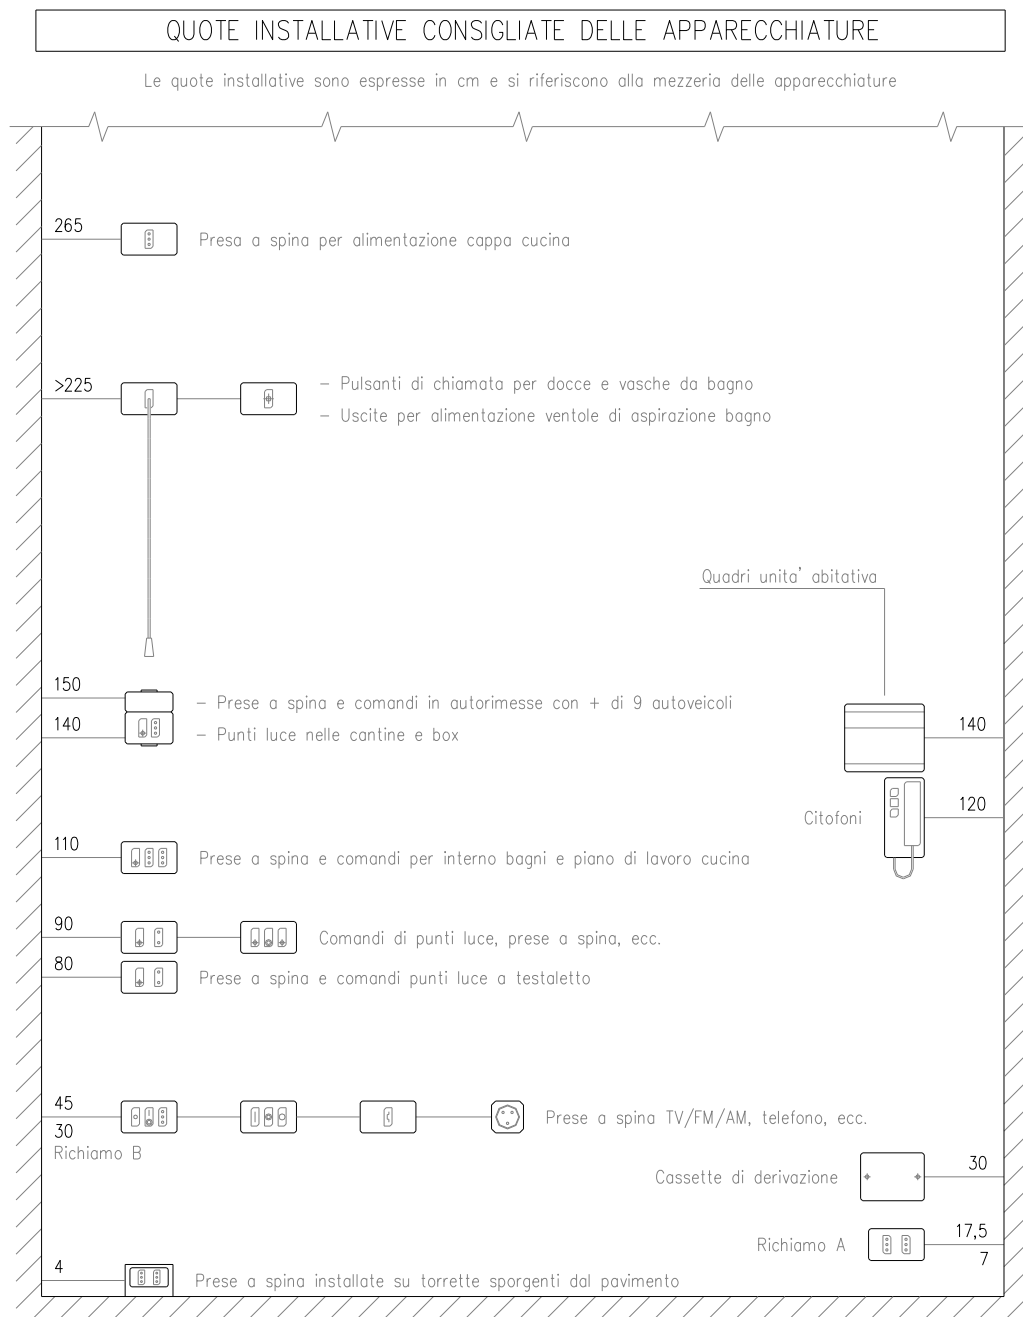 QUOTE INSTALLATIVE CONSIGLIATE DELLE APPARECCHIATURE
Le quote installative sono espresse in cm e si riferiscono alla mezzeria delle apparecchiature
265
Presa a spina per alimentazione cappa cucina
>225
- Pulsanti di chiamata per docce e vasche da bagno
- Uscite per alimentazione ventole di aspirazione bagno
Quadri unita' abitativa
150
- Prese a spina e comandi in autorimesse con + di 9 autoveicoli
140
- Punti luce nelle cantine e box
140
Citofoni
120
110
Prese a spina e comandi per interno bagni e piano di lavoro cucina
90
Comandi di punti luce, prese a spina, ecc.
80
Prese a spina e comandi punti luce a testaletto
45
30
Richiamo B
Prese a spina TV/FM/AM, telefono, ecc.
Cassette di derivazione
30
Richiamo A
17,5
7
4
Prese a spina installate su torrette sporgenti dal pavimento